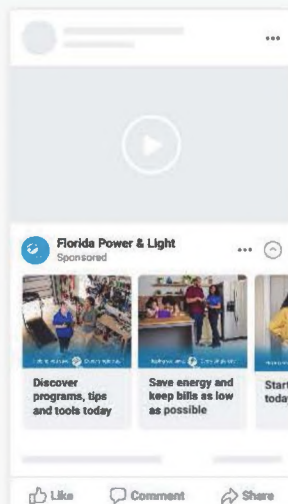 Florida Power & Light
Sponsored
Discover
programs, tips
and tools today
Save energy and
keep bills as low
as possible
Start
today
Like
Comment
Share